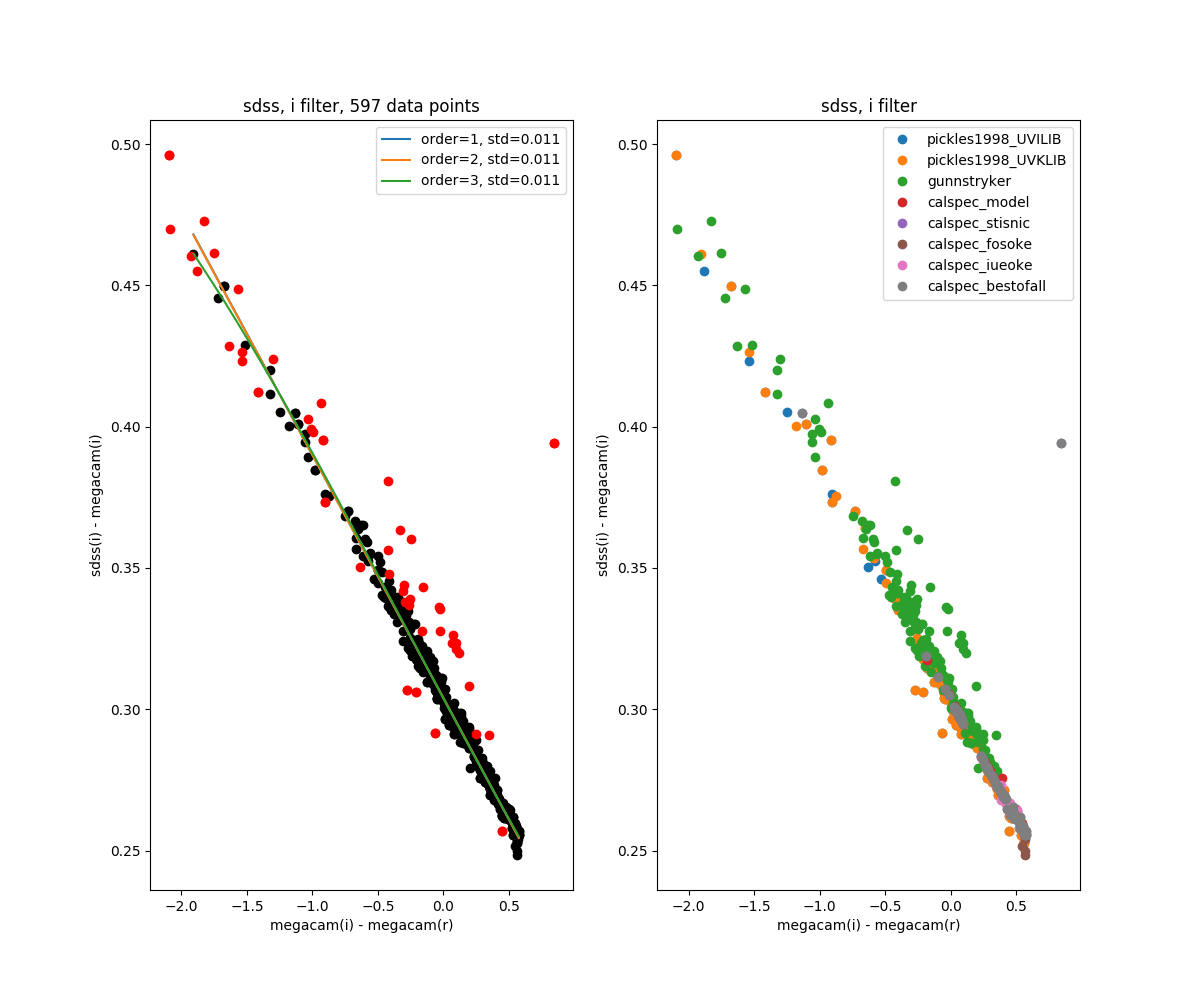 sdss, i filter, 597 data points
order=1, std=0.011
order=2, std=0.011
order=3, std=0.011
0.50
0.45
0.40
0.35
0.30
0.25
sdss(i) - megacam(i)
−2.0 −1.5 −1.0 −0.5 0.0 0.5
megacam(i) - megacam(r)
sdss, i filter
pickles1998_UVILIB
pickles1998_UVKLIB
gunnstryker
calspec_model
calspec_stisnic
calspec_fosoke
calspec_iueoke
calspec_bestofall
0.50
0.45
0.40
0.35
0.30
0.25
sdss(i) - megacam(i)
−2.0 −1.5 −1.0 −0.5 0.0 0.5
megacam(i) - megacam(r)